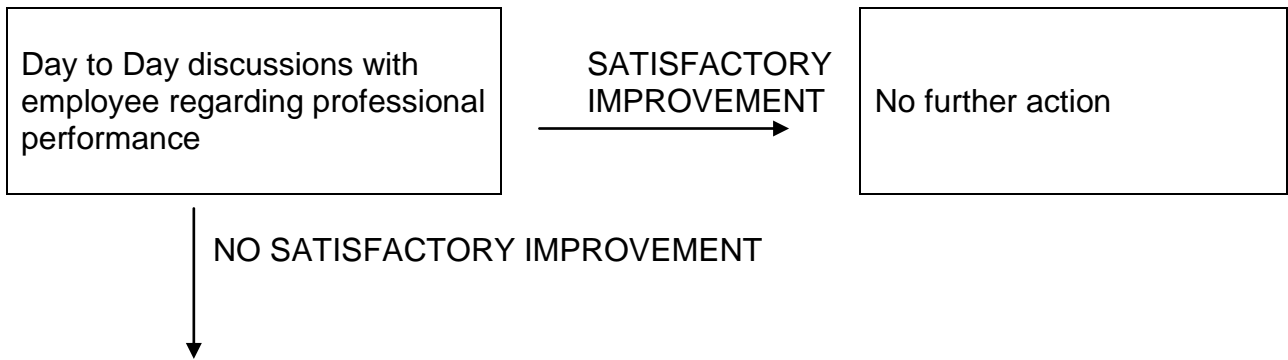 Day to Day discussions with
employee regarding professional
performance
SATISFACTORY
IMPROVEMENT
No further action
NO SATISFACTORY IMPROVEMENT